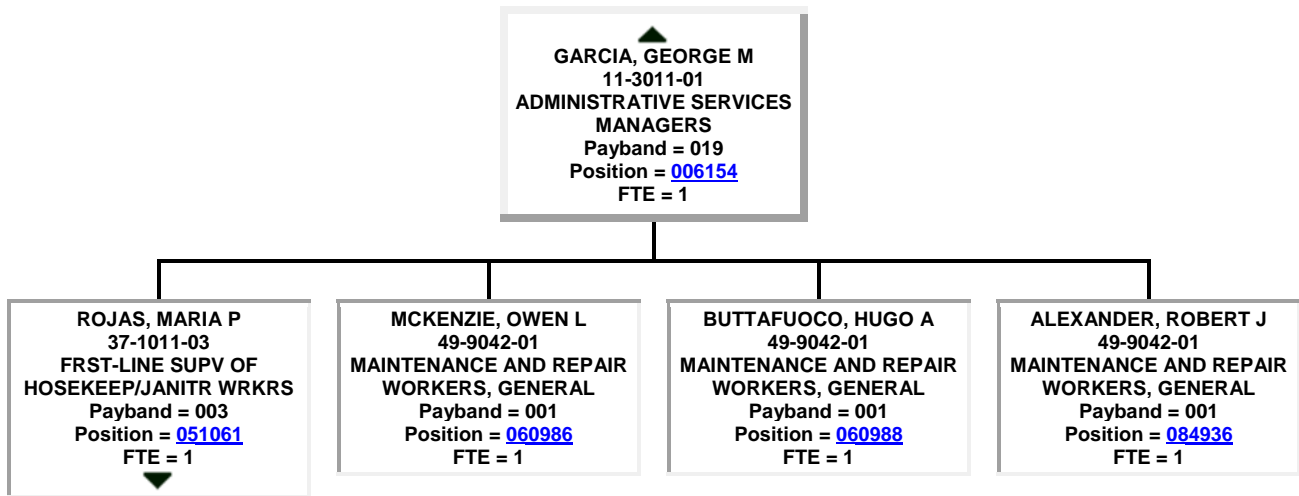 GARCIA, GEORGE M
11-3011-01
ADMINISTRATIVE SERVICES
MANAGERS
Payband = 019
Position = 006154
FTE = 1
ROJAS, MARIA P
37-1011-03
FRST-LINE SUPV OF
HOSEKEEP/JANITR WRKRS
Payband = 003
Position = 051061
FTE = 1
MCKENZIE, OWEN L
49-9042-01
MAINTENANCE AND REPAIR
WORKERS, GENERAL
Payband = 001
Position = 060986
FTE = 1
BUTTAFUOCO, HUGO A
49-9042-01
MAINTENANCE AND REPAIR
WORKERS, GENERAL
Payband = 001
Position = 060988
FTE = 1
ALEXANDER, ROBERT J
49-9042-01
MAINTENANCE AND REPAIR
WORKERS, GENERAL
Payband = 001
Position = 084936
FTE = 1